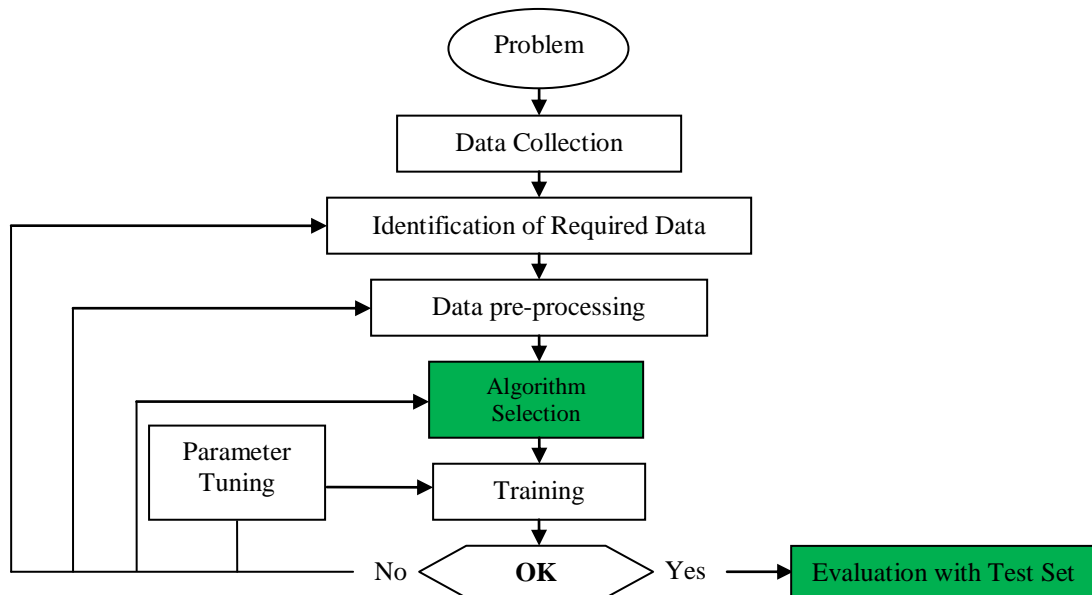 Problem
Data Collection
Identification of Required Data
Data pre-processing
Algorithm
Selection
Parameter
Tuning
Training
No
OK
Yes
Evaluation with Test Set